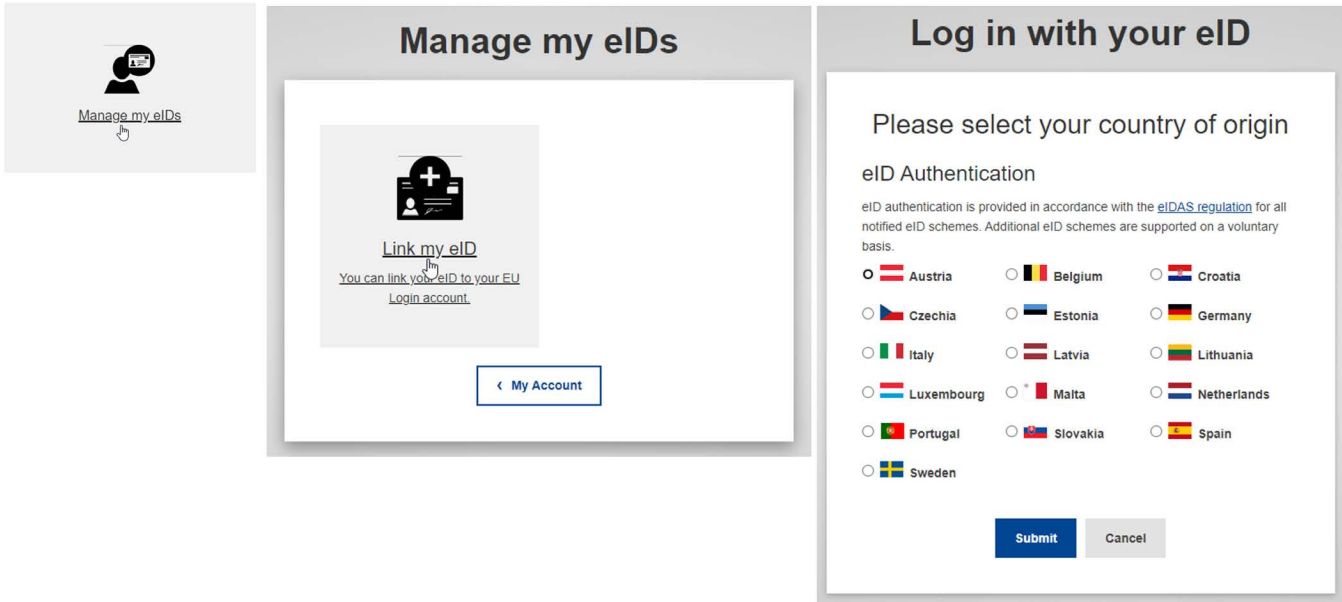 Manage my eIDs
Manage my eIDs
Link my eID
You can link your eID to your EU
Login account.
‹ My Account
Log in with your eID
Please select your country of origin
eID Authentication
eID authentication is provided in accordance with the eIDAS regulation for all
notified eID schemes. Additional eID schemes are supported on a voluntary
basis.
Austria Belgium Croatia
Czechia Estonia Germany
Italy Latvia Lithuania
Luxembourg Malta Netherlands
Portugal Slovakia Spain
Sweden
Submit Cancel